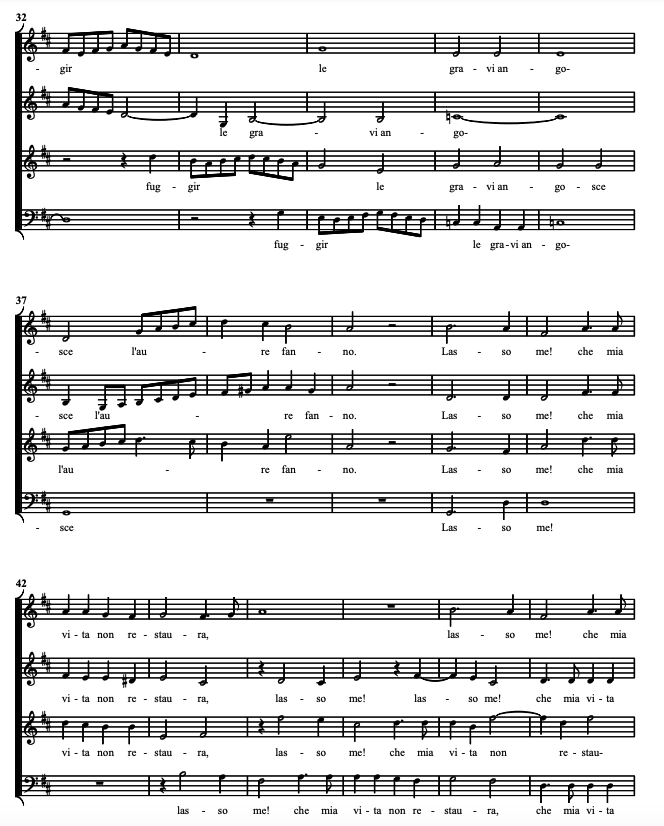 32
- gir le gra - vi an - go-
le gra - vi an - go-
fug - gir le gra - vi an - go - sce
fug - gir le gra - vi an - go-
37
- sce l'au - re fan - no. Las - so me! che mia
- sce l'au - re fan - no. Las - so me! che mia
l'au - re fan - no. Las - so me! che mia
- sce Las - so me!
42
vi - ta non re - stau - ra, las - so me! che mia
vi - ta non re - stau - ra, las - so me! las - so me! che mia vi - ta
vi - ta non re - stau - ra, las - so me! che mia vi - ta non re - stau-
las - so me! che mia vi - ta non re - stau - ra, che mia vi - ta